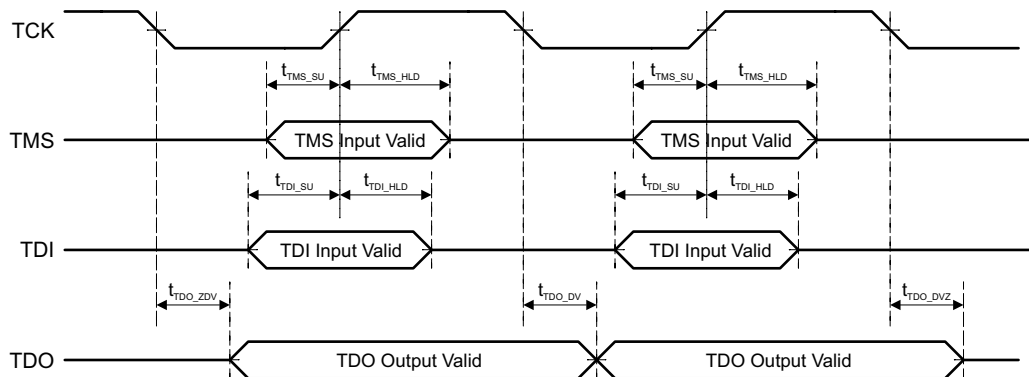 TCK
tTMS_SU tTMS_HLD tTMS_SU tTMS_HLD
TMS TMS Input Valid TMS Input Valid
tTDI_SU tTDI_HLD tTDI_SU tTDI_HLD
TDI TDI Input Valid TDI Input Valid
tTDO_ZDV tTDO_DV tTDO_DVZ
TDO TDO Output Valid TDO Output Valid